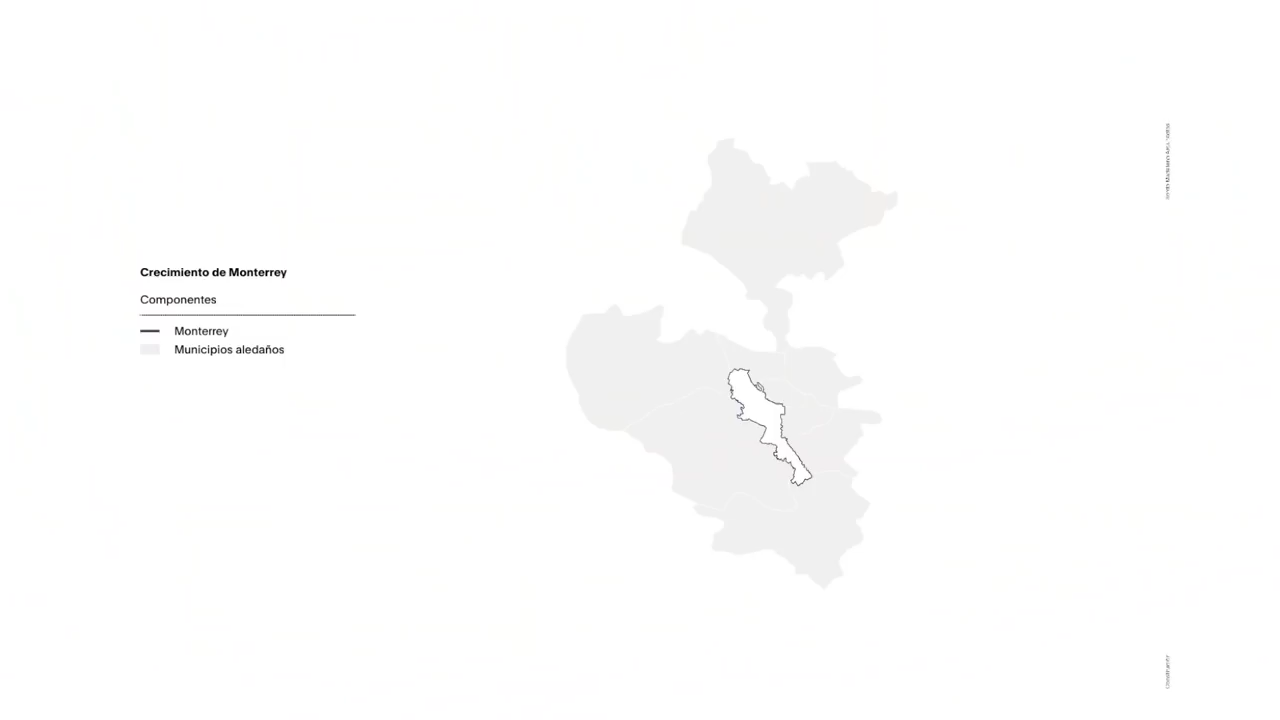 Crecimiento de Monterrey
Componentes
Monterrey
Municipios aledaños